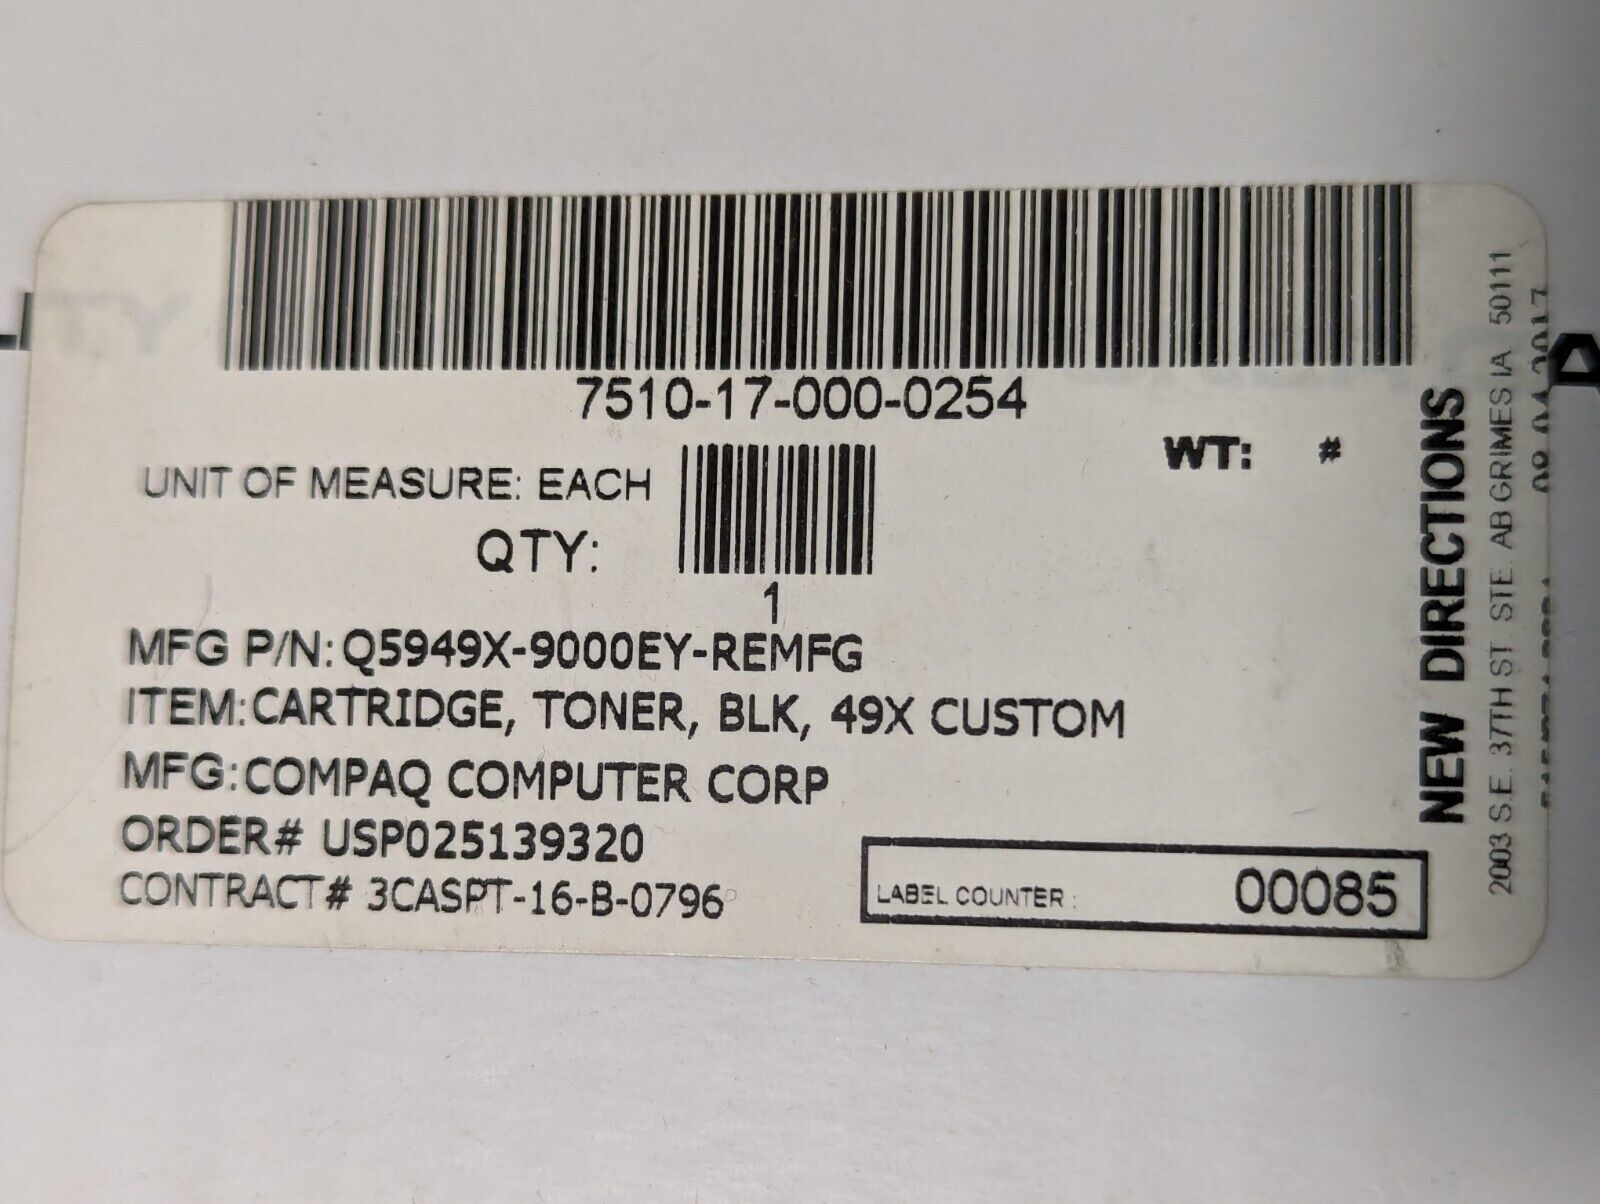 7510-17-000-0254
WT: #
UNIT OF MEASURE: EACH
QTY:
1
MFG P/N: Q5949X-9000EY-REMFG
ITEM: CARTRIDGE, TONER, BLK, 49X CUSTOM
MFG: COMPAQ COMPUTER CORP
ORDER# USP025139320
CONTRACT# 3CASPT-16-B-0796
LABEL COUNTER: 00085
NEW DIRECTIONS
2003 S.E. 37TH ST. STE. AB GRIMES IA. 50111